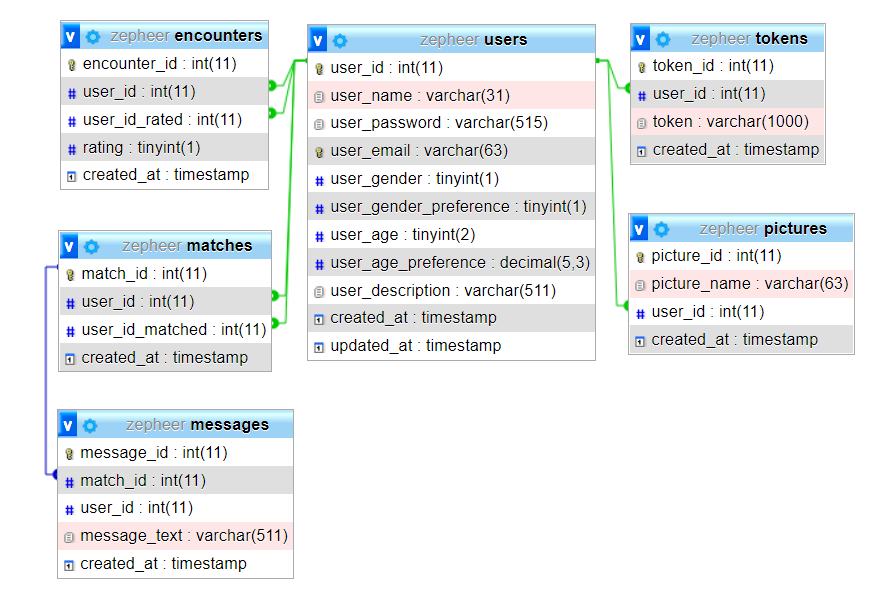 v zepheer encounters
encounter_id : int(11)
# user_id : int(11)
# user_id_rated : int(11)
# rating : tinyint(1)
created_at : timestamp
v zepheer users
user_id : int(11)
user_name : varchar(31)
user_password : varchar(515)
user_email : varchar(63)
# user_gender : tinyint(1)
# user_gender_preference : tinyint(1)
# user_age : tinyint(2)
# user_age_preference : decimal(5,3)
user_description : varchar(511)
created_at : timestamp
updated_at : timestamp
v zepheer tokens
token_id : int(11)
# user_id : int(11)
token : varchar(1000)
created_at : timestamp
v zepheer matches
match_id : int(11)
# user_id : int(11)
# user_id_matched : int(11)
created_at : timestamp
v zepheer pictures
picture_id : int(11)
picture_name : varchar(63)
# user_id : int(11)
created_at : timestamp
v zepheer messages
message_id : int(11)
# match_id : int(11)
# user_id : int(11)
message_text : varchar(511)
created_at : timestamp